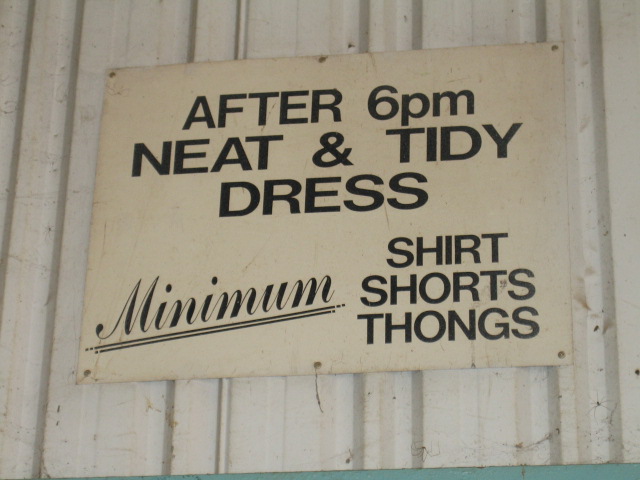 AFTER 6pm
NEAT & TIDY
DRESS
Minimum
SHIRT
SHORTS
THONGS